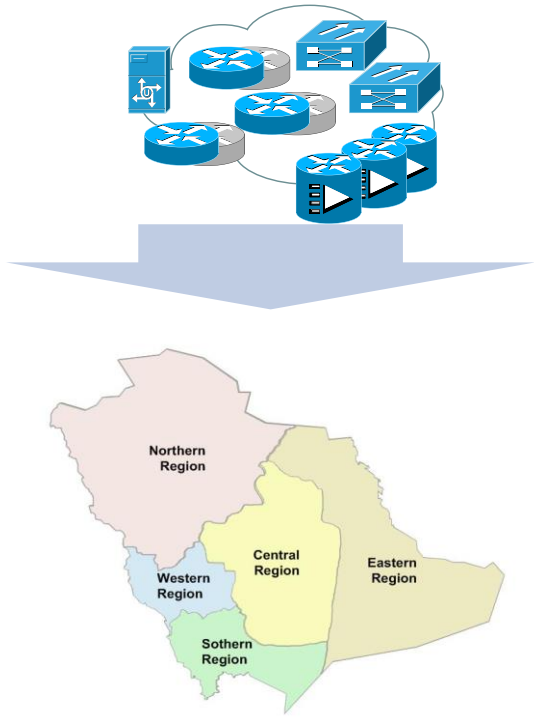 U
Northern
Region
Central
Region
Eastern
Region
Western
Region
Sothern
Region